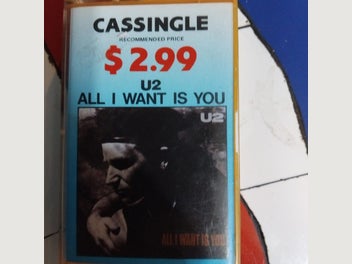 CASSINGLE
RECOMMENDED PRICE
$2.99
U2
ALL I WANT IS YOU
U2
ALL I WANT IS YOU